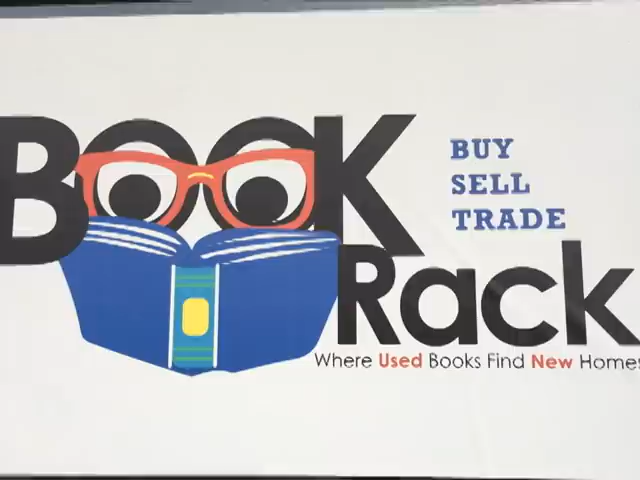 BOOK
BUY
SELL
TRADE
Rack
Where Used Books Find New Homes